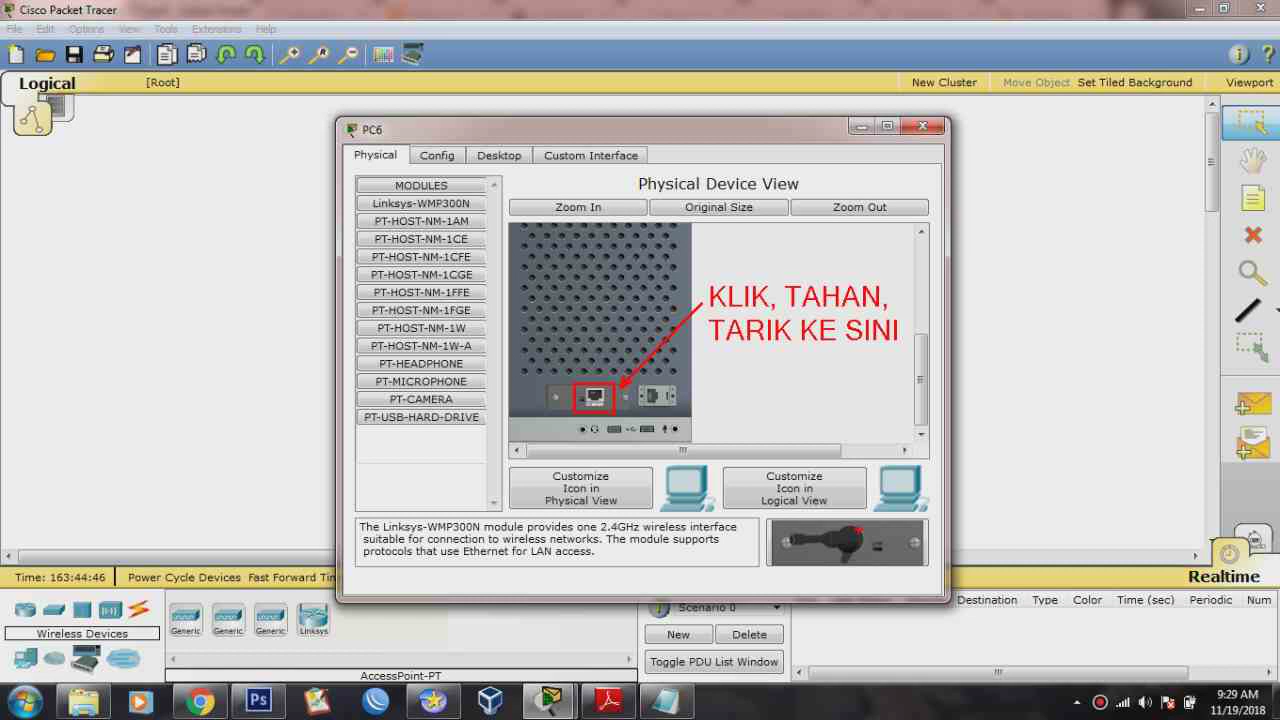 Cisco Packet Tracer
File Edit Options View Tools Extensions Help
Logical
[Root]
New Cluster
Move Object
Set Tiled Background
Viewport
PC6
Physical
Config
Desktop
Custom Interface
MODULES
Linksys-WMP300N
PT-HOST-NM-1AM
PT-HOST-NM-1CE
PT-HOST-NM-1CFE
PT-HOST-NM-1CGE
PT-HOST-NM-1FFE
PT-HOST-NM-1FGE
PT-HOST-NM-1W
PT-HOST-NM-1W-A
PT-HEADPHONE
PT-MICROPHONE
PT-CAMERA
PT-USB-HARD-DRIVE
Physical Device View
Zoom In
Original Size
Zoom Out
KLIK, TAHAN,
TARIK KE SINI
Customize
Icon in
Physical View
Customize
Icon in
Logical View
The Linksys-WMP300N module provides one 2.4GHz wireless interface
suitable for connection to wireless networks. The module supports
protocols that use Ethernet for LAN access.
Time: 163:44:46
Power Cycle Devices Fast Forward Tim
Realtime
Wireless Devices
Generic
Generic
Generic
Linksys
AccessPoint-PT
Scenario 0
New
Delete
Toggle PDU List Window
Destination Type Color Time (sec) Periodic Num
9:29 AM
11/19/2018